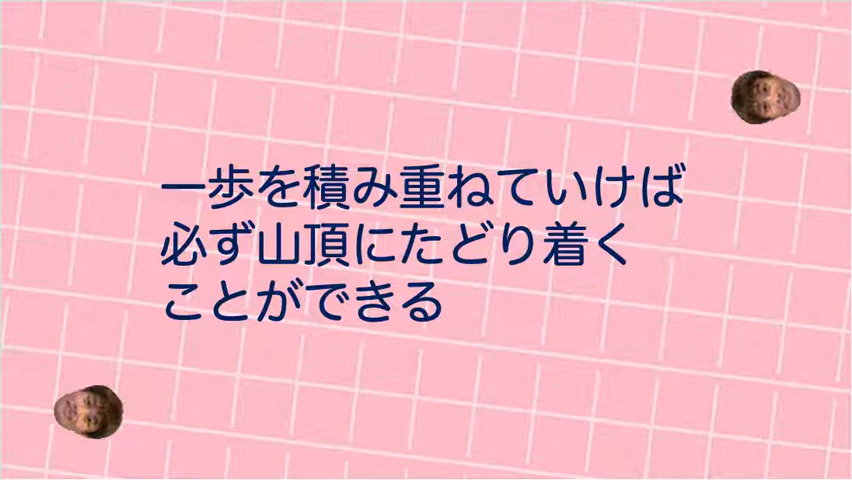 一歩を積み重ねていけば
必ず山頂にたどり着く
ことができる